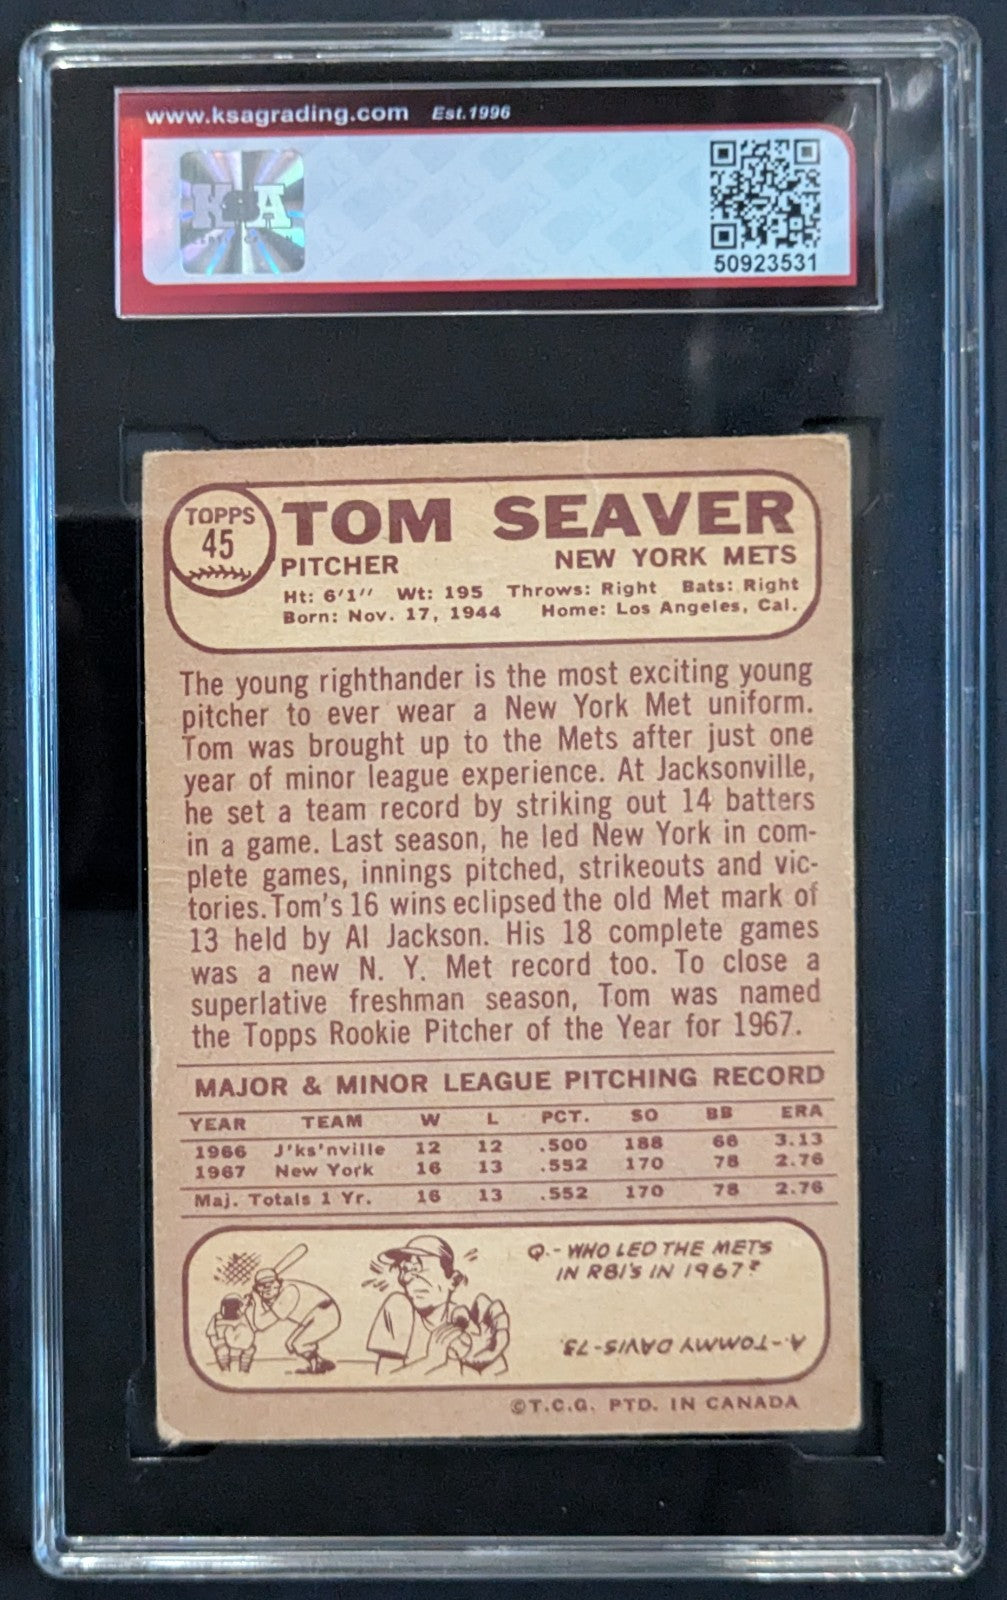 www.ksagrading.com Est.1996
KSA
50923531
TOPPS
45
TOM SEAVER
PITCHER NEW YORK METS
Ht: 6'1" Wt: 195 Throws: Right Bats: Right
Born: Nov. 17, 1944 Home: Los Angeles, Cal.
The young righthander is the most exciting young
pitcher to ever wear a New York Met uniform.
Tom was brought up to the Mets after just one
year of minor league experience. At Jacksonville,
he set a team record by striking out 14 batters
in a game. Last season, he led New York in com-
plete games, innings pitched, strikeouts and vic-
tories. Tom's 16 wins eclipsed the old Met mark of
13 held by Al Jackson. His 18 complete games
was a new N. Y. Met record too. To close a
superlative freshman season, Tom was named
the Topps Rookie Pitcher of the Year for 1967.
MAJOR & MINOR LEAGUE PITCHING RECORD
YEAR TEAM W L PCT. SO BB ERA
1966 J'ks'nville 12 12 .500 188 66 3.13
1967 New York 16 13 .552 170 78 2.76
Maj. Totals 1 Yr. 16 13 .552 170 78 2.76
Q.- WHO LED THE METS
IN RBI'S IN 1967?
A.-TOMMY DAVIS-73.
©T.C.G. PTD. IN CANADA